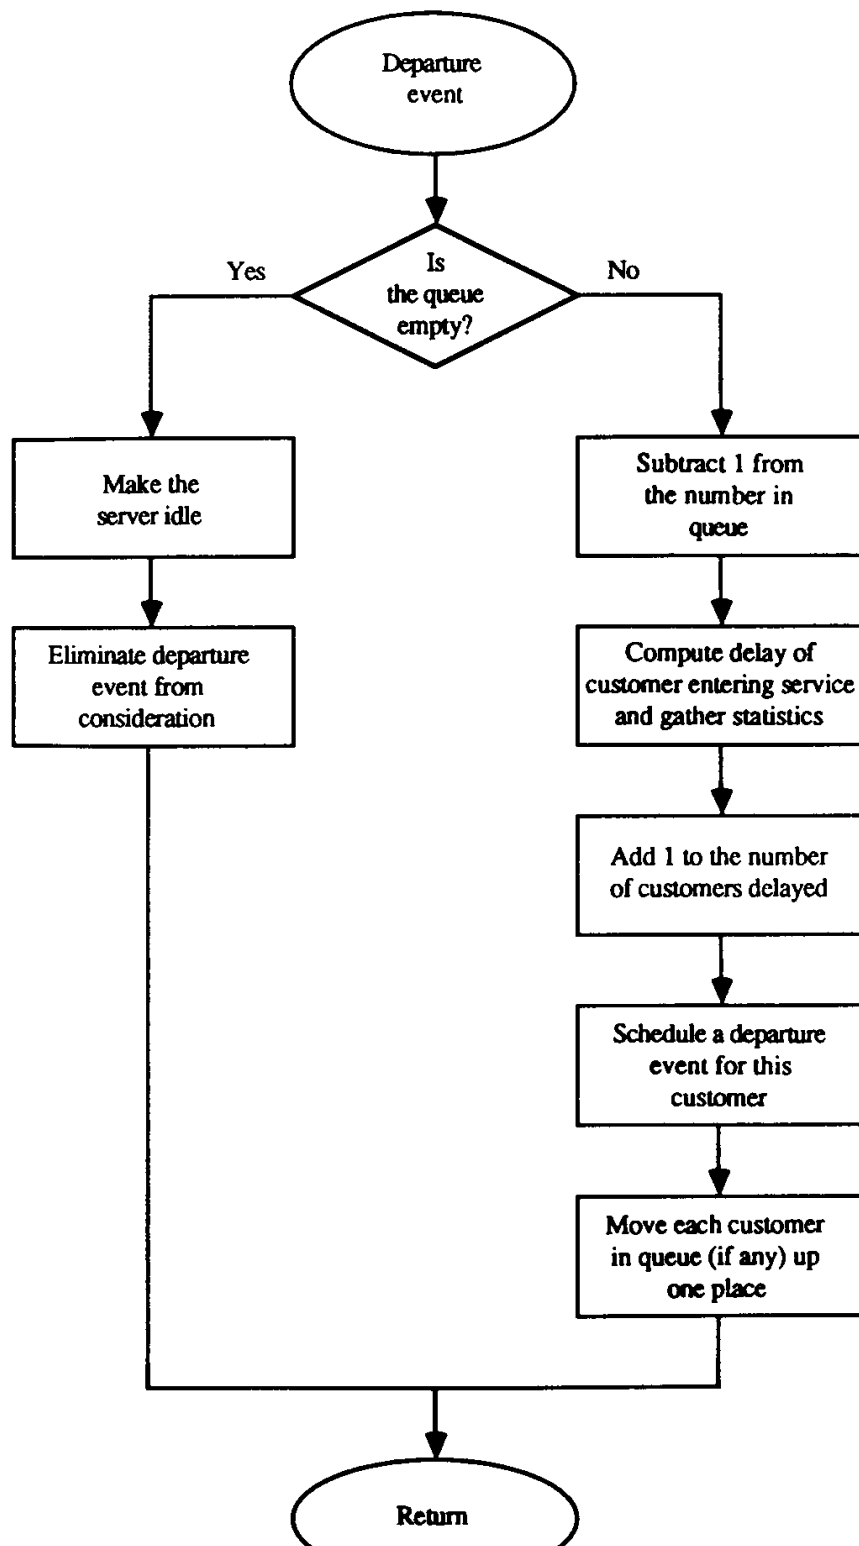 Departure
event
Is
the queue
empty?
Yes
No
Make the
server idle
Eliminate departure
event from
consideration
Subtract 1 from
the number in
queue
Compute delay of
customer entering service
and gather statistics
Add 1 to the number
of customers delayed
Schedule a departure
event for this
customer
Move each customer
in queue (if any) up
one place
Return